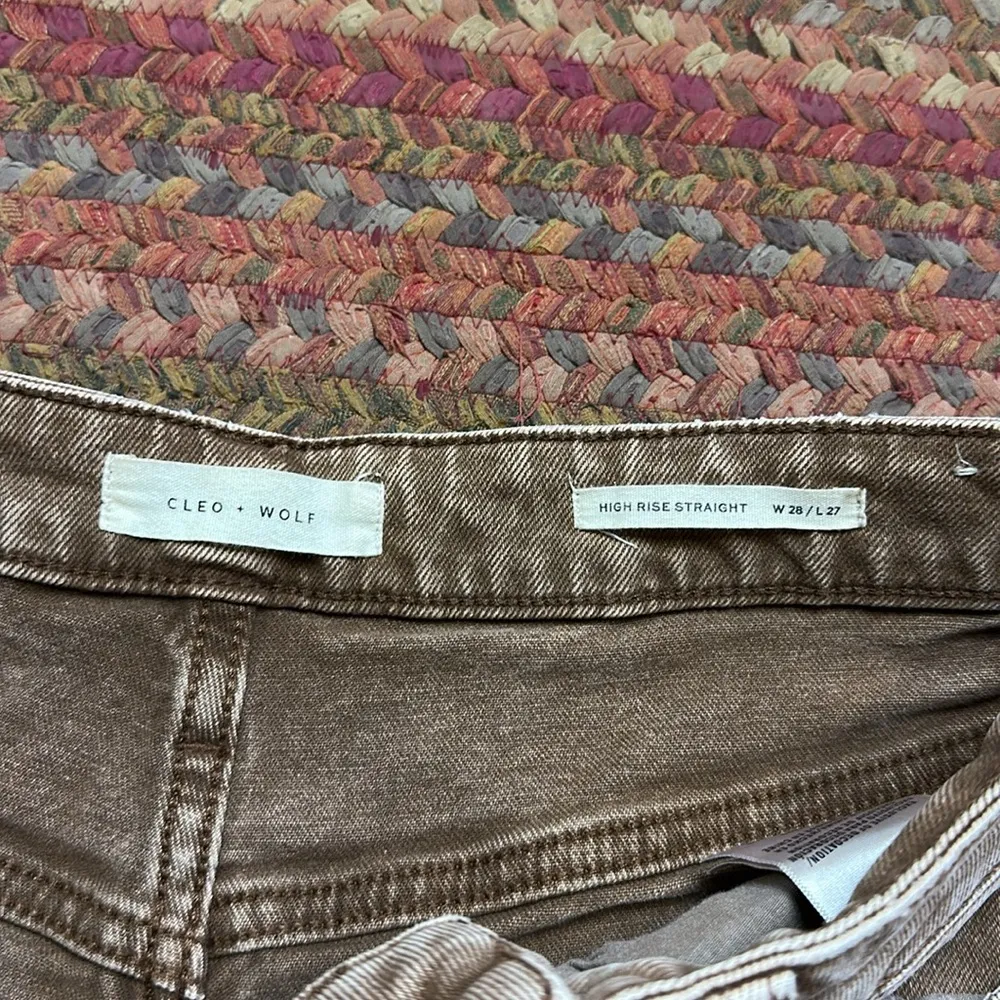 CLEO + WOLF
HIGH RISE STRAIGHT W 28 / L 27